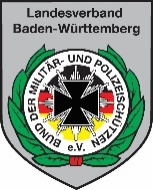 Landesverband
Baden-Württemberg
BUND DER MILITÄR- UND POLIZEISCHÜTZEN
e.V.